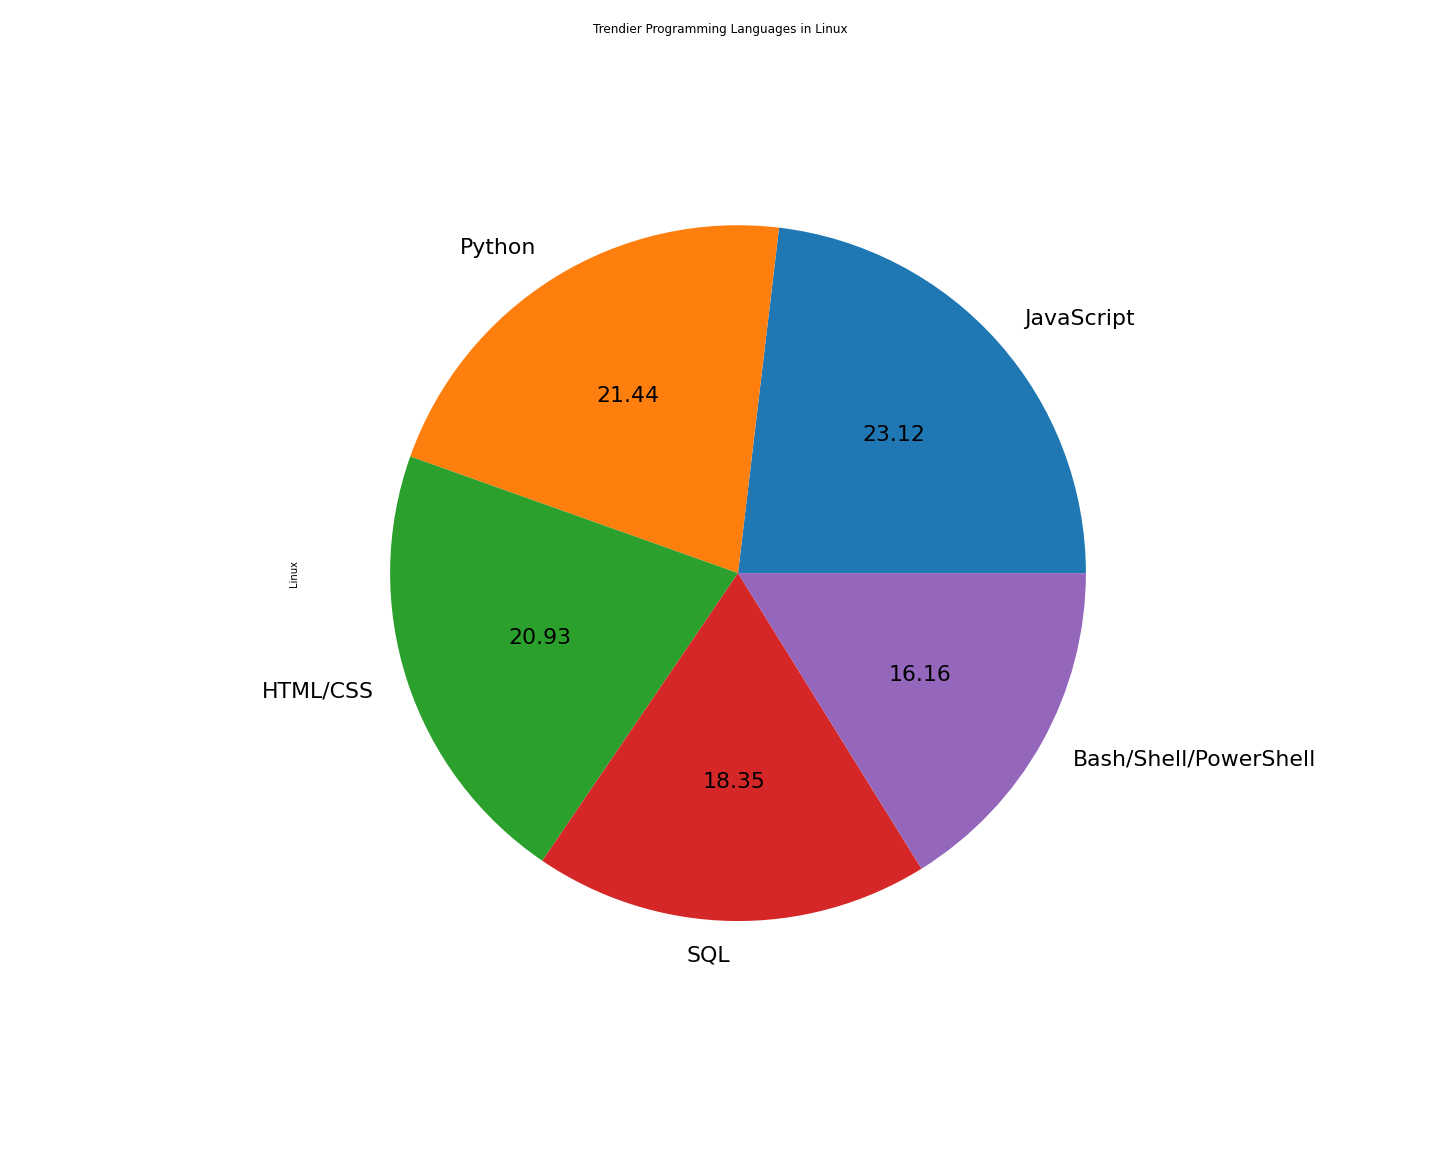 Trendier Programming Languages in Linux
Python
JavaScript
21.44
23.12
Linux
20.93
16.16
HTML/CSS
Bash/Shell/PowerShell
18.35
SQL